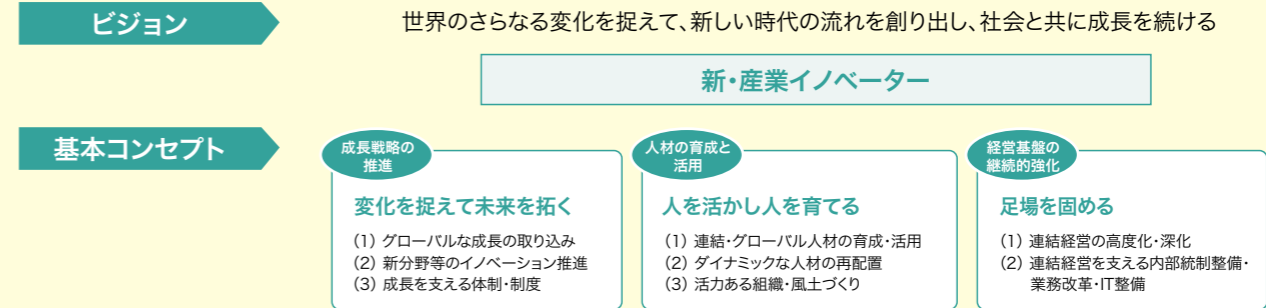 ビジョン
世界のさらなる変化を捉えて、新しい時代の流れを創り出し、社会と共に成長を続ける
新・産業イノベーター
基本コンセプト
成長戦略の
推進
変化を捉えて未来を拓く
(1) グローバルな成長の取り込み
(2) 新分野等のイノベーション推進
(3) 成長を支える体制・制度
人材の育成と
活用
人を活かし人を育てる
(1) 連結・グローバル人材の育成・活用
(2) ダイナミックな人材の再配置
(3) 活力ある組織・風土づくり
経営基盤の
継続的強化
足場を固める
(1) 連結経営の高度化・深化
(2) 連結経営を支える内部統制整備・
業務改革・IT整備